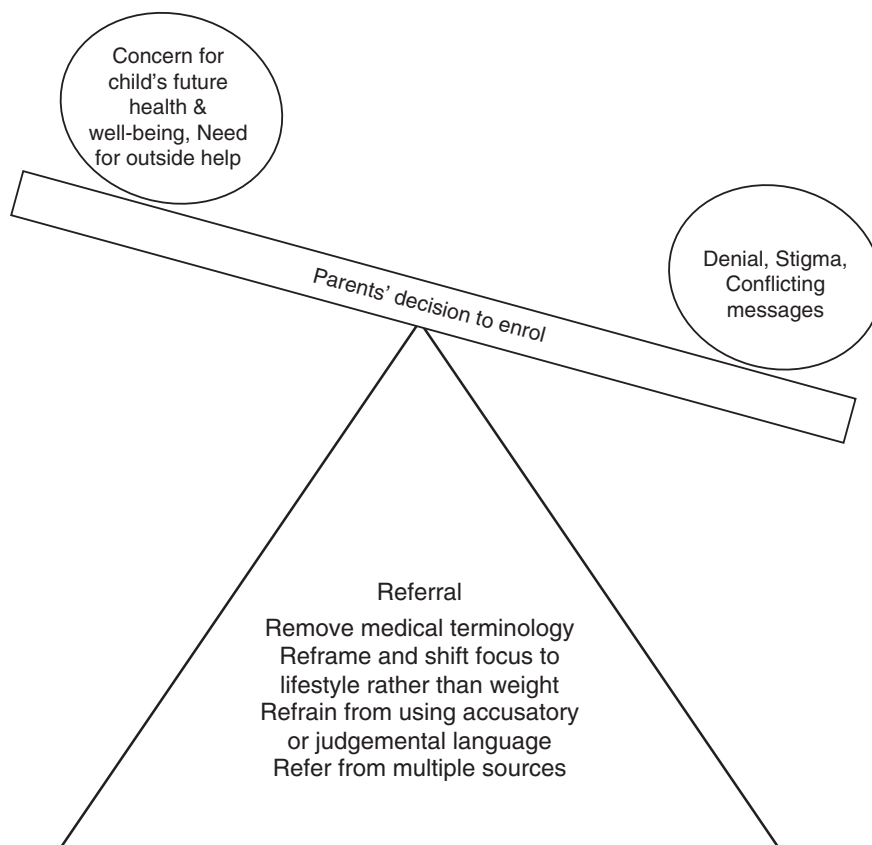 Concern for
child's future
health &
well-being, Need
for outside help
Denial, Stigma,
Conflicting
messages
Parents' decision to enrol
Referral
Remove medical terminology
Reframe and shift focus to
lifestyle rather than weight
Refrain from using accusatory
or judgemental language
Refer from multiple sources